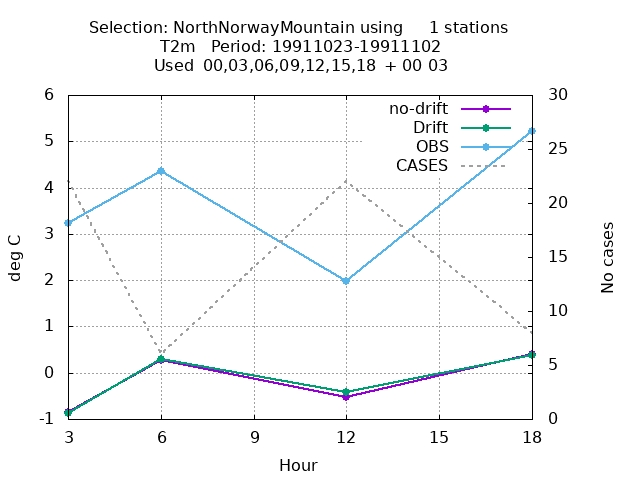 Selection: NorthNorwayMountain using     1 stations
T2m   Period: 19911023-19911102
Used  00,03,06,09,12,15,18  + 00 03
6
5
4
3
2
1
0
-1
30
25
20
15
10
5
0
no-drift
Drift
OBS
CASES
deg C
No cases
3
6
9
12
15
18
Hour